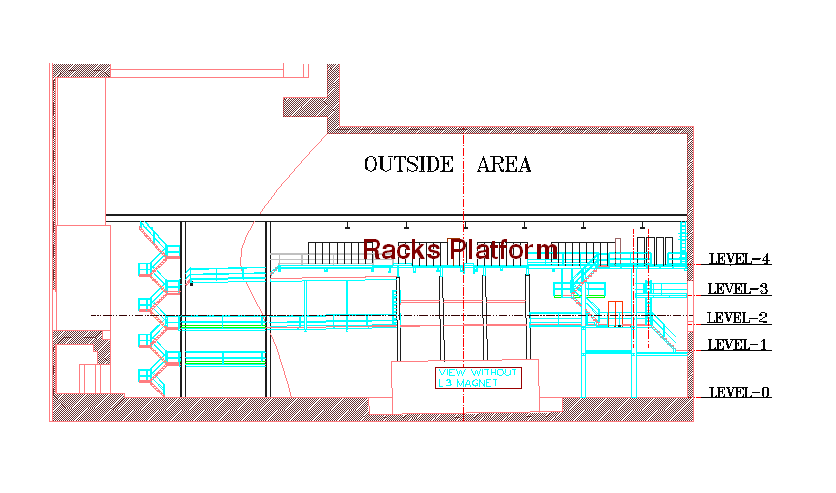 OUTSIDE AREA
Racks Platform
LEVEL-4
LEVEL-3
LEVEL-2
LEVEL-1
VIEW WITHOUT
L3 MAGNET
LEVEL-0